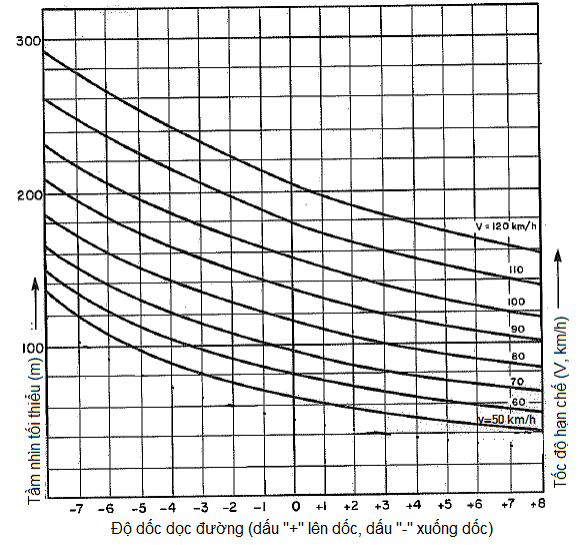 300
200
100
Tầm nhìn tối thiểu (m)
V = 120 km/h
110
100
90
80
70
60
v=50 km/h
Tốc độ hạn chế (V, km/h)
-7 -6 -5 -4 -3 -2 -1 0 +1 +2 +3 +4 +5 +6 +7 +8
Độ dốc dọc đường (dấu "+" lên dốc, dấu "-" xuống dốc)